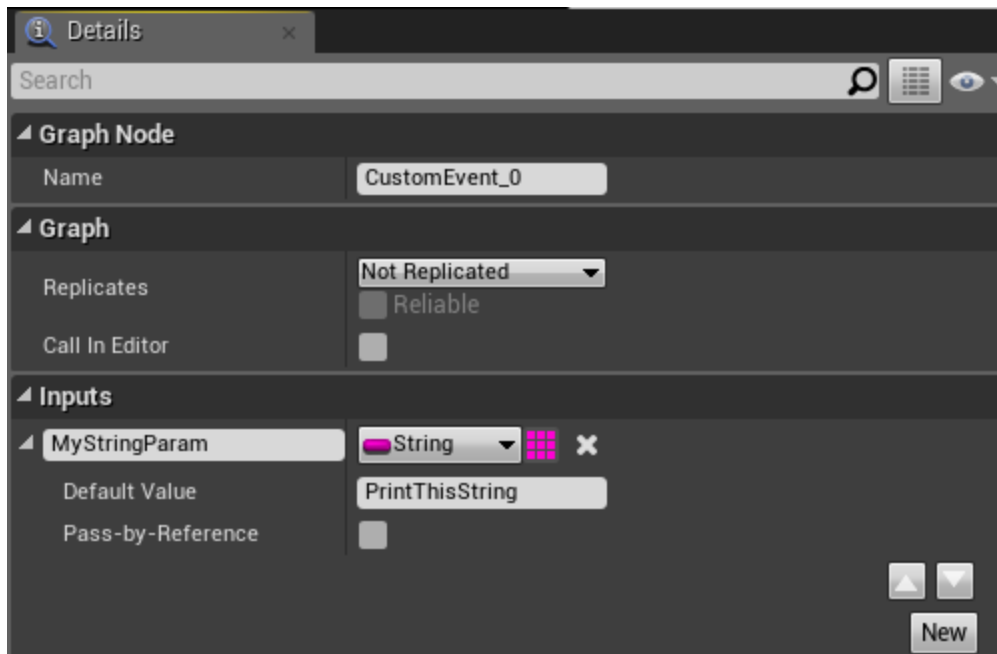 Details
Search
Graph Node
Name CustomEvent_0
Graph
Replicates Not Replicated
Reliable
Call In Editor
Inputs
MyStringParam String
Default Value PrintThisString
Pass-by-Reference
New